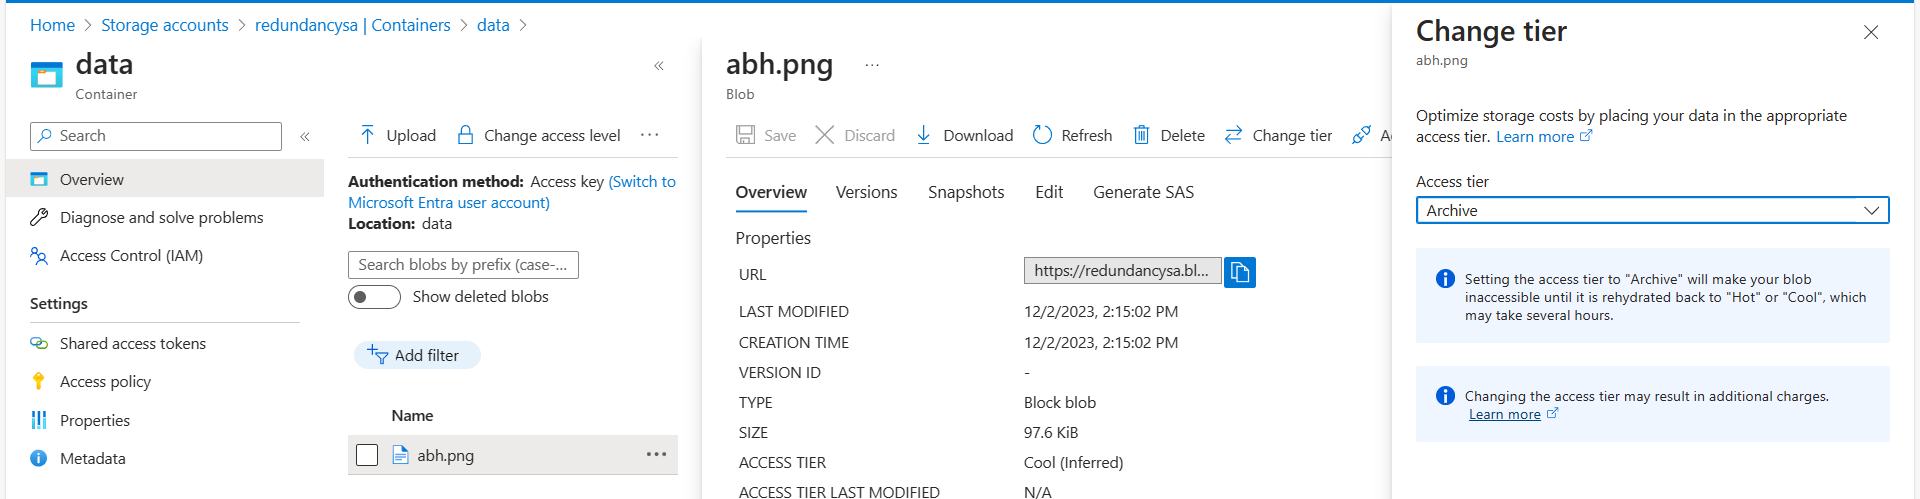 Home > Storage accounts > redundancysa | Containers > data >
data
Container
Search
Overview
Diagnose and solve problems
Access Control (IAM)
Settings
Shared access tokens
Access policy
Properties
Metadata
Upload
Change access level
Authentication method: Access key (Switch to
Microsoft Entra user account)
Location: data
Search blobs by prefix (case-...
Show deleted blobs
Add filter
Name
abh.png
abh.png
Blob
Save
Discard
Download
Refresh
Delete
Change tier
Overview
Versions
Snapshots
Edit
Generate SAS
Properties
URL https://redundancysa.bl...
LAST MODIFIED 12/2/2023, 2:15:02 PM
CREATION TIME 12/2/2023, 2:15:02 PM
VERSION ID -
TYPE Block blob
SIZE 97.6 KiB
ACCESS TIER Cool (Inferred)
ACCESS TIER LAST MODIFIED N/A
Change tier
abh.png
Optimize storage costs by placing your data in the appropriate
access tier. Learn more
Access tier
Archive
Setting the access tier to "Archive" will make your blob
inaccessible until it is rehydrated back to "Hot" or "Cool", which
may take several hours.
Changing the access tier may result in additional charges.
Learn more